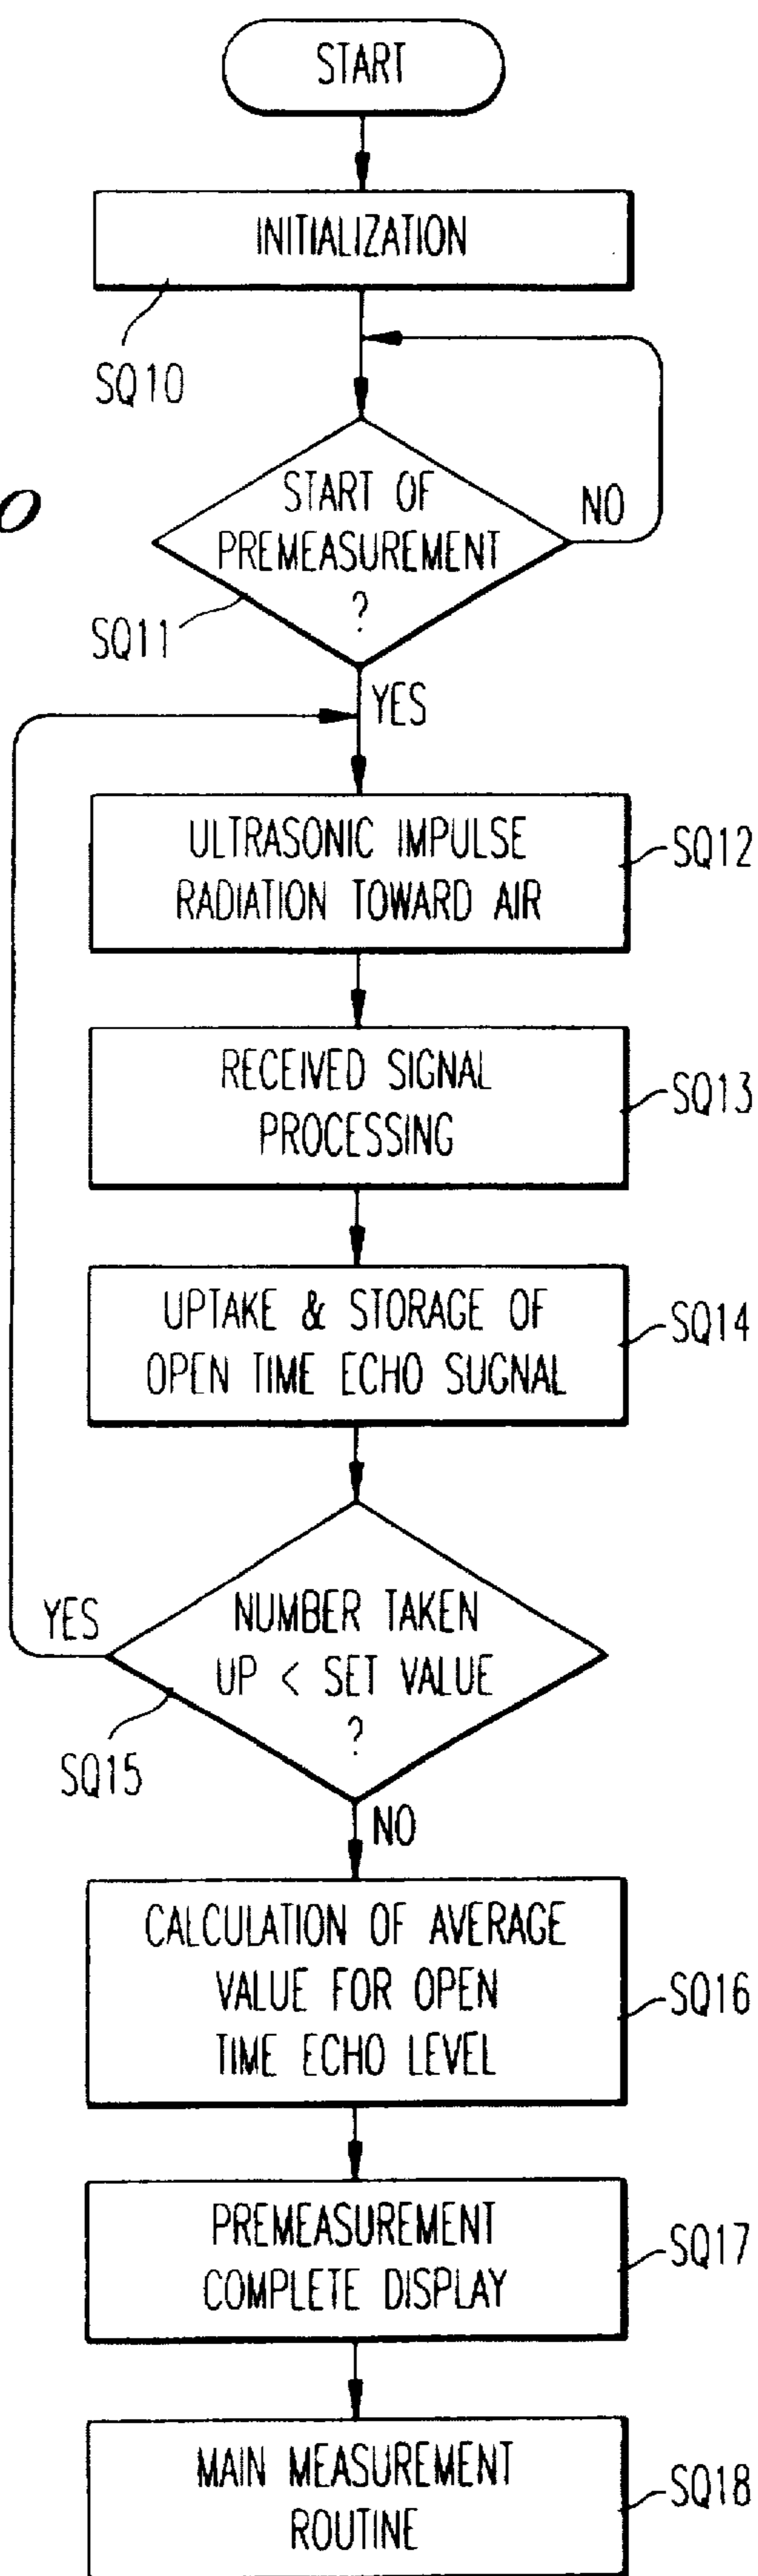 START
INITIALIZATION
SQ10
START OF
PREMEASUREMENT
?
NO
SQ11
YES
ULTRASONIC IMPULSE
RADIATION TOWARD AIR
SQ12
RECEIVED SIGNAL
PROCESSING
SQ13
UPTAKE & STORAGE OF
OPEN TIME ECHO SUGNAL
SQ14
YES
NUMBER TAKEN
UP < SET VALUE
?
SQ15
NO
CALCULATION OF AVERAGE
VALUE FOR OPEN
TIME ECHO LEVEL
SQ16
PREMEASUREMENT
COMPLETE DISPLAY
SQ17
MAIN MEASUREMENT
ROUTINE
SQ18